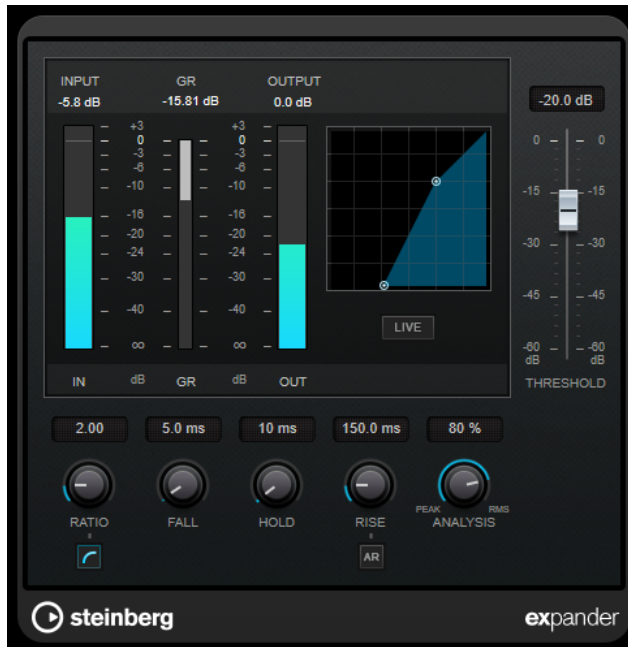 INPUT GR OUTPUT
-5.8 dB -15.81 dB 0.0 dB
-20.0 dB
+3 +3
0 0
-3 -3
-6 -6
-10 -10
-16 -16
-20 -20
-24 -24
-30 -30
-40 -40
∞ ∞
0 0
-15 -15
-30 -30
-45 -45
-60 -60
dB dB
THRESHOLD
LIVE
IN dB GR dB OUT
2.00 5.0 ms 10 ms 150.0 ms 80 %
PEAK RMS
RATIO FALL HOLD RISE ANALYSIS
AR
steinberg expander